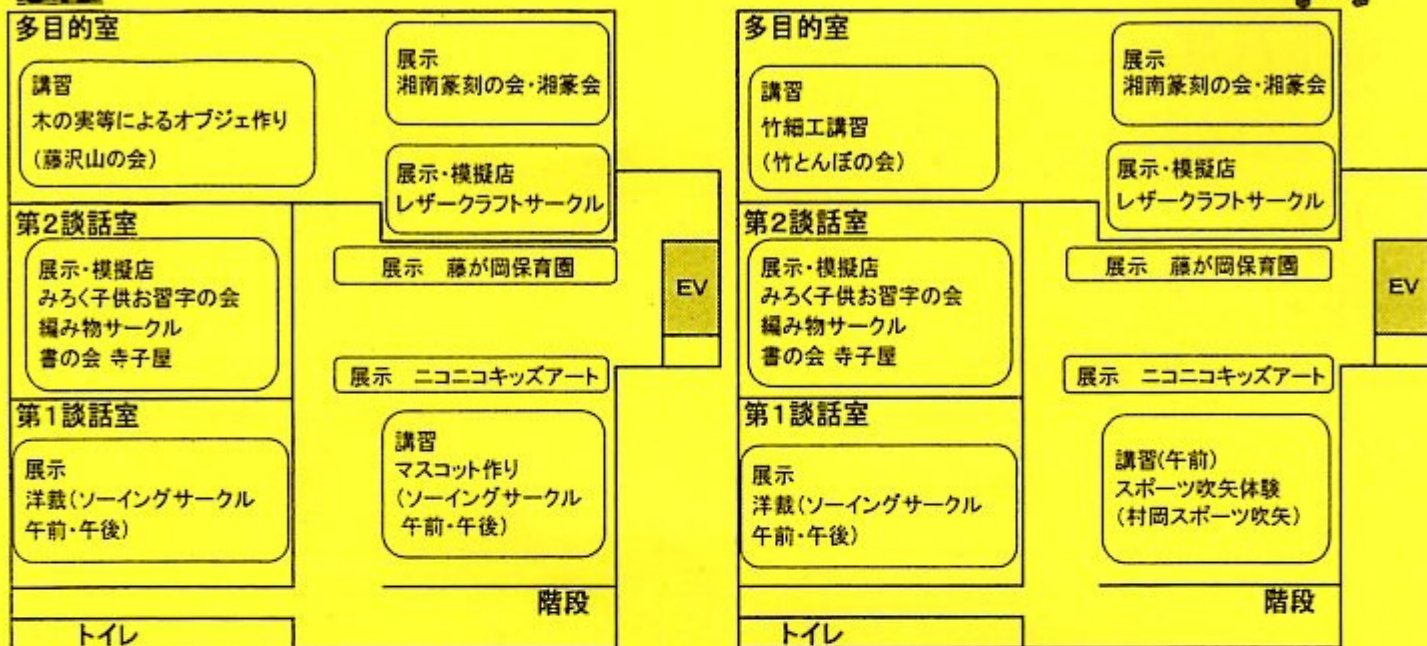 多目的室
講習
木の実等によるオブジェ作り
(藤沢山の会)
展示
湘南篆刻の会・湘篆会
展示・模擬店
レザークラフトサークル
第2談話室
展示・模擬店
みろく子供お習字の会
編み物サークル
書の会 寺子屋
展示 藤が岡保育園
EV
展示 ニコニコキッズアート
第1談話室
展示
洋裁(ソーイングサークル
午前・午後)
講習
マスコット作り
(ソーイングサークル
午前・午後)
階段
トイレ
多目的室
講習
竹細工講習
(竹とんぼの会)
展示
湘南篆刻の会・湘篆会
展示・模擬店
レザークラフトサークル
第2談話室
展示・模擬店
みろく子供お習字の会
編み物サークル
書の会 寺子屋
展示 藤が岡保育園
EV
展示 ニコニコキッズアート
第1談話室
展示
洋裁(ソーイングサークル
午前・午後)
講習(午前)
スポーツ吹矢体験
(村岡スポーツ吹矢)
階段
トイレ